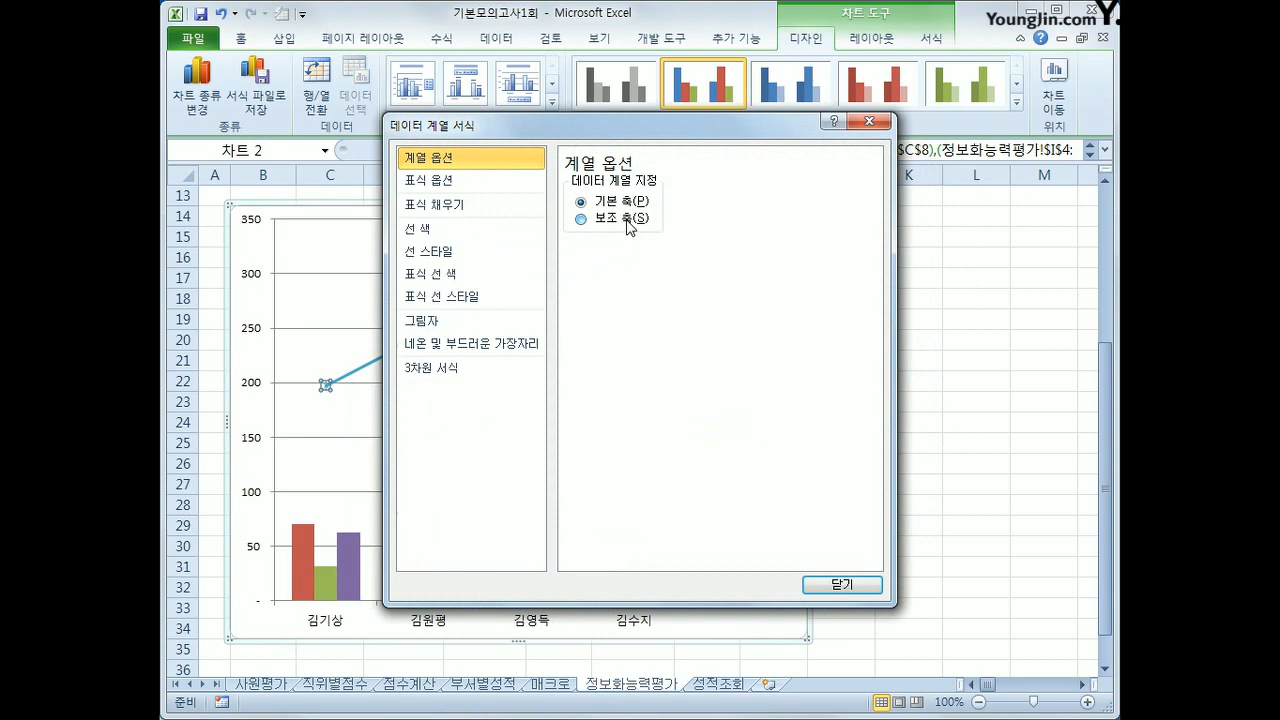 기본모의고사1회 - Microsoft Excel
차트 도구
YoungJin.com Y.
파일 홈 삽입 페이지 레이아웃 수식 데이터 검토 보기 개발 도구 추가 기능 디자인 레이아웃 서식
차트 종류 변경
서식 파일로 저장
행/열 전환
데이터 선택
차트 이동
종류
데이터
위치
차트 2
$C$8),(정보화능력평가!$I$4:
데이터 계열 서식
A B C K L M
13
14
15
16
17
18
19
20
21
22
23
24
25
26
27
28
29
30
31
32
33
34
35
36
350
300
250
200
150
100
50
-
김기상 김원평 김영득 김수지
계열 옵션
표식 옵션
표식 채우기
선 색
선 스타일
표식 선 색
표식 선 스타일
그림자
네온 및 부드러운 가장자리
3차원 서식
계열 옵션
데이터 계열 지정
기본 축(P)
보조 축(S)
닫기
사원평가 직위별점수 점수계산 부서별성적 매크로 정보화능력평가 성적조회
준비
100%